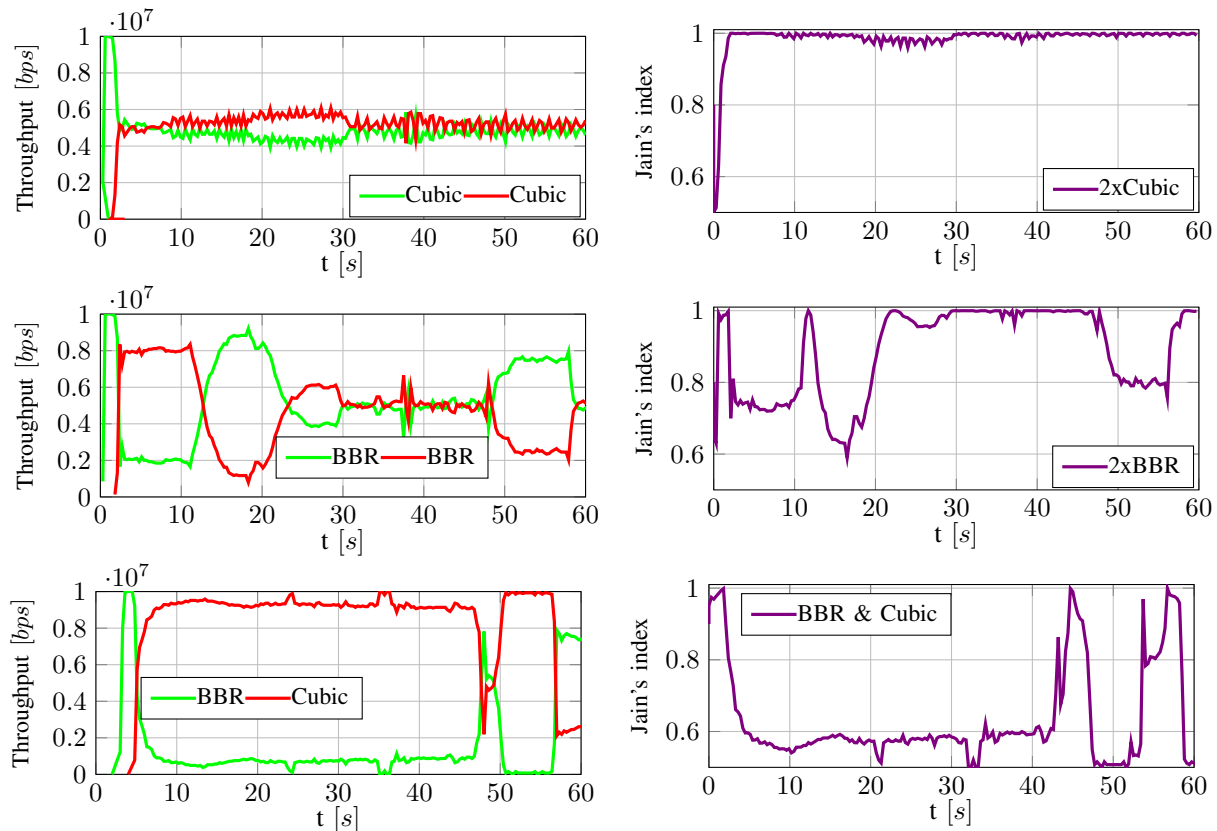 ·10^7
1
0.8
0.6
0.4
0.2
0
Throughput [bps]
0 10 20 30 40 50 60
t [s]
Cubic Cubic
1
0.8
0.6
Jain's index
0 10 20 30 40 50 60
t [s]
2xCubic
·10^7
1
0.8
0.6
0.4
0.2
0
Throughput [bps]
0 10 20 30 40 50 60
t [s]
BBR BBR
1
0.8
0.6
Jain's index
0 10 20 30 40 50 60
t [s]
2xBBR
·10^7
1
0.8
0.6
0.4
0.2
0
Throughput [bps]
0 10 20 30 40 50 60
t [s]
BBR Cubic
1
0.8
0.6
Jain's index
0 10 20 30 40 50 60
t [s]
BBR & Cubic